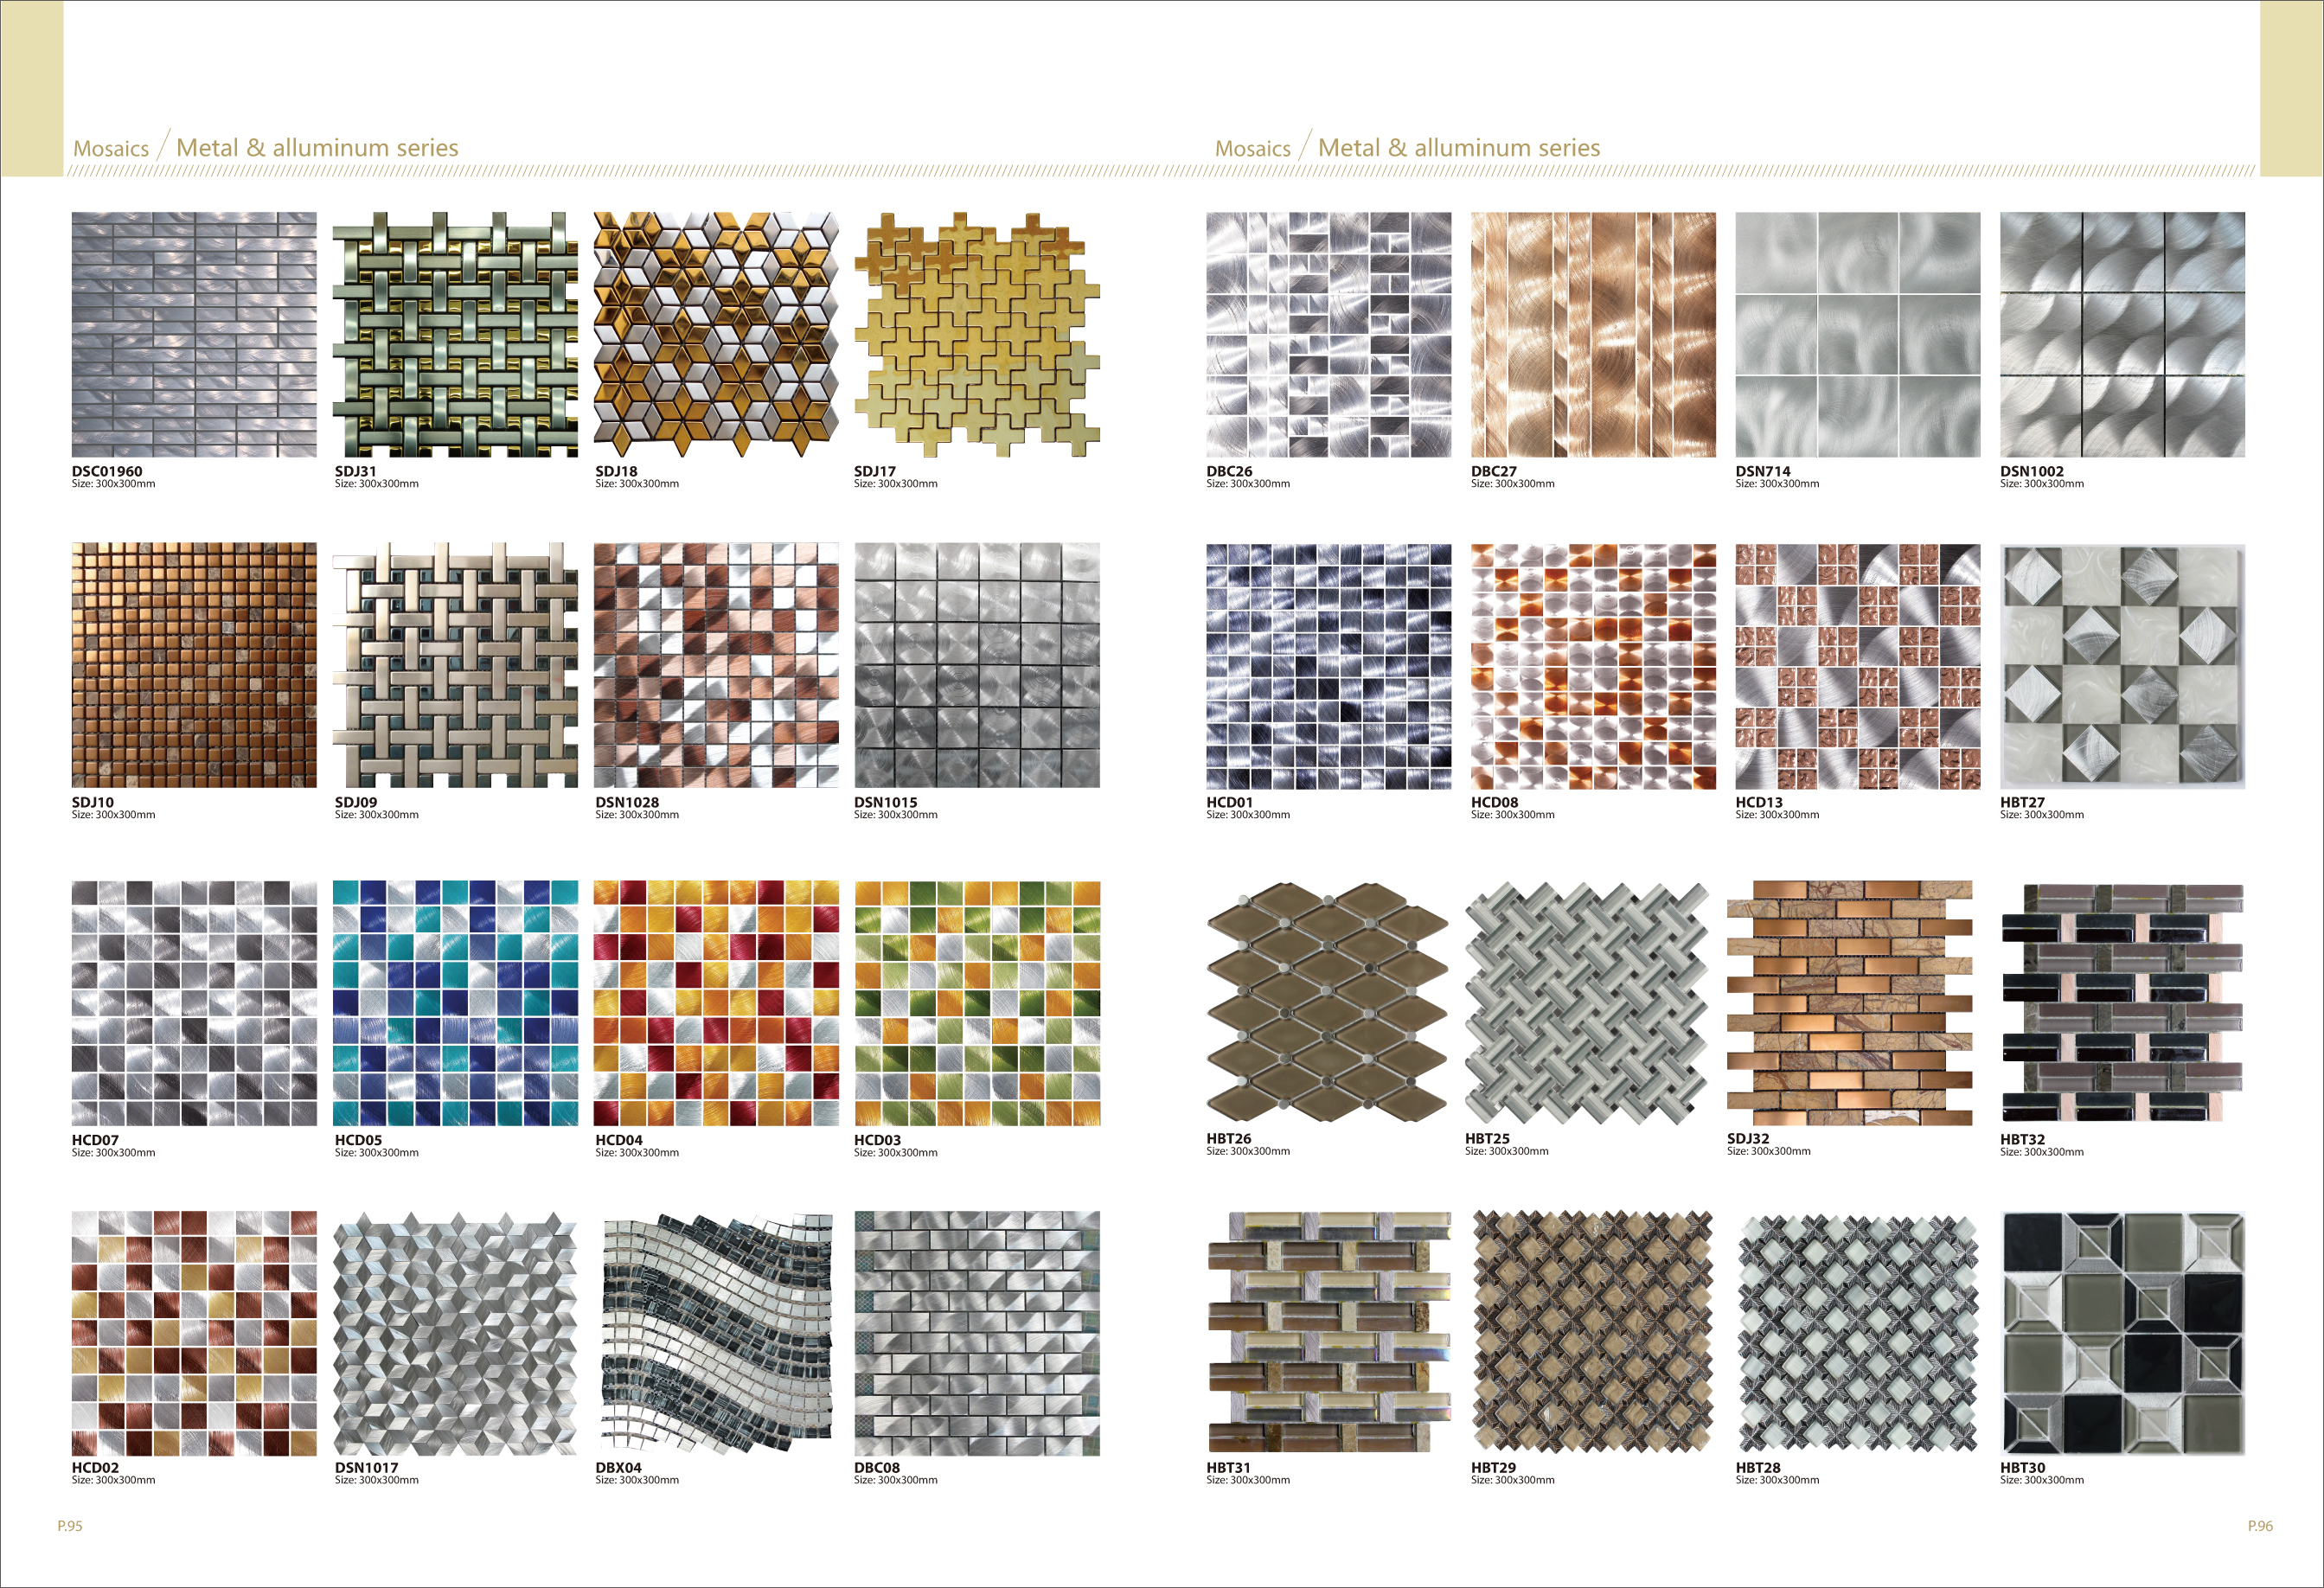 Mosaics / Metal & alluminum series
DSC01960
Size: 300x300mm
SDJ31
Size: 300x300mm
SDJ18
Size: 300x300mm
SDJ17
Size: 300x300mm
SDJ10
Size: 300x300mm
SDJ09
Size: 300x300mm
DSN1028
Size: 300x300mm
DSN1015
Size: 300x300mm
HCD07
Size: 300x300mm
HCD05
Size: 300x300mm
HCD04
Size: 300x300mm
HCD03
Size: 300x300mm
HCD02
Size: 300x300mm
DSN1017
Size: 300x300mm
DBX04
Size: 300x300mm
DBC08
Size: 300x300mm
P.95
Mosaics / Metal & alluminum series
DBC26
Size: 300x300mm
DBC27
Size: 300x300mm
DSN714
Size: 300x300mm
DSN1002
Size: 300x300mm
HCD01
Size: 300x300mm
HCD08
Size: 300x300mm
HCD13
Size: 300x300mm
HBT27
Size: 300x300mm
HBT26
Size: 300x300mm
HBT25
Size: 300x300mm
SDJ32
Size: 300x300mm
HBT32
Size: 300x300mm
HBT31
Size: 300x300mm
HBT29
Size: 300x300mm
HBT28
Size: 300x300mm
HBT30
Size: 300x300mm
P.96